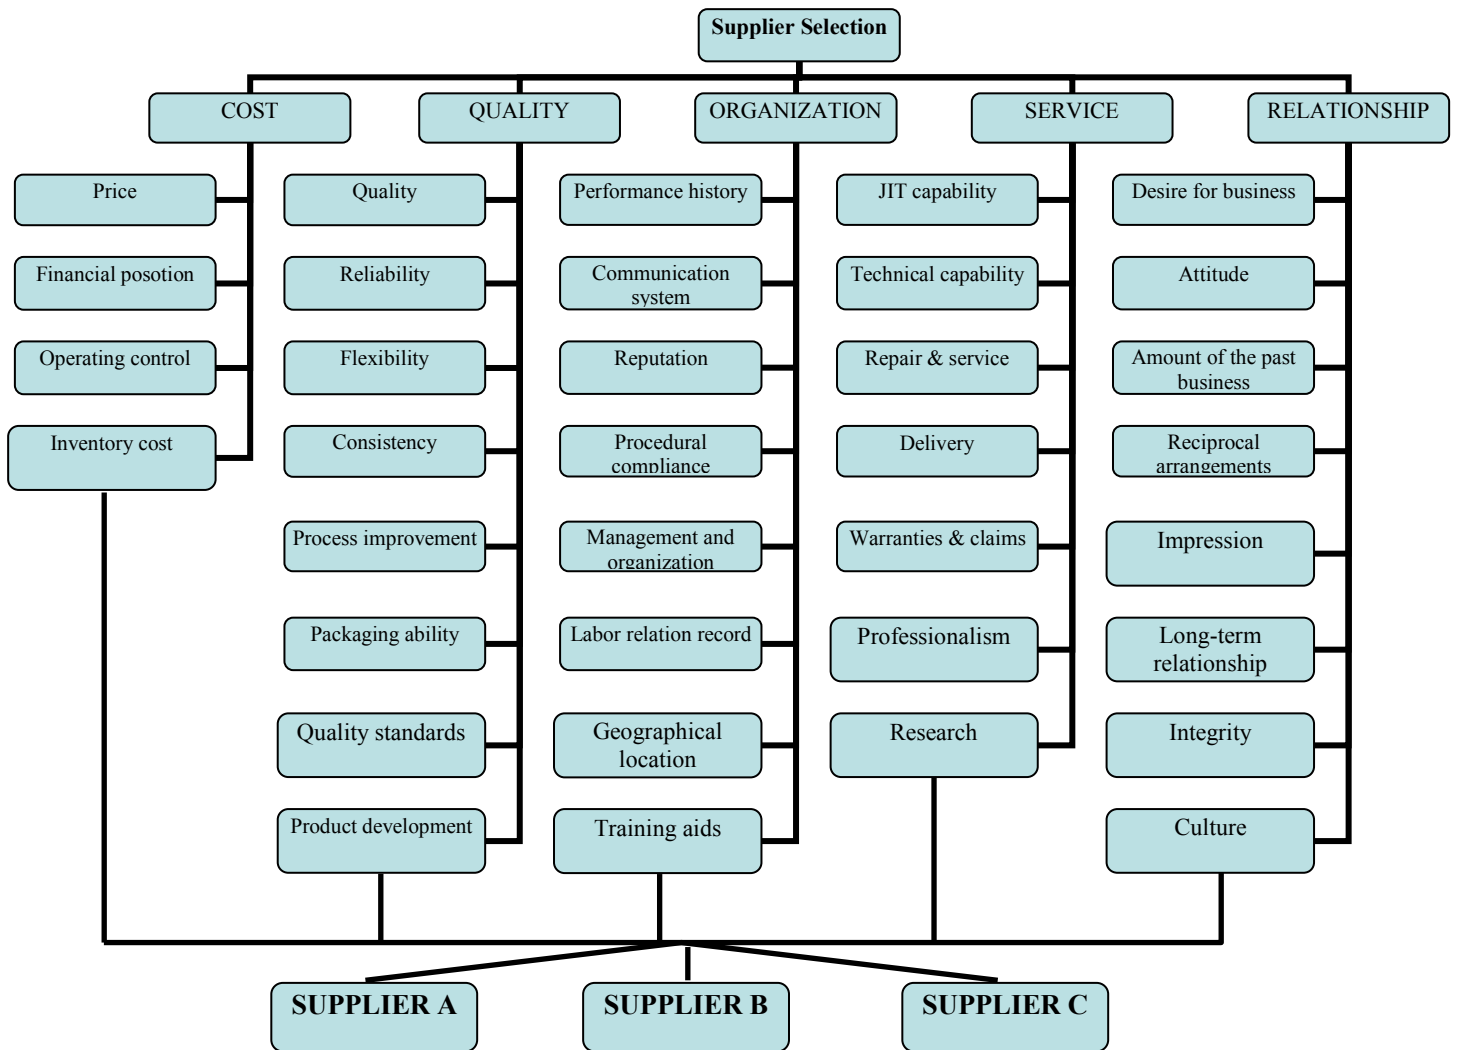 Supplier Selection
COST
QUALITY
ORGANIZATION
SERVICE
RELATIONSHIP
Price
Quality
Performance history
JIT capability
Desire for business
Financial posotion
Reliability
Communication
system
Technical capability
Attitude
Operating control
Flexibility
Reputation
Repair & service
Amount of the past
business
Inventory cost
Consistency
Procedural
compliance
Delivery
Reciprocal
arrangements
Process improvement
Management and
organization
Warranties & claims
Impression
Packaging ability
Labor relation record
Professionalism
Long-term
relationship
Quality standards
Geographical
location
Research
Integrity
Product development
Training aids
Culture
SUPPLIER A
SUPPLIER B
SUPPLIER C